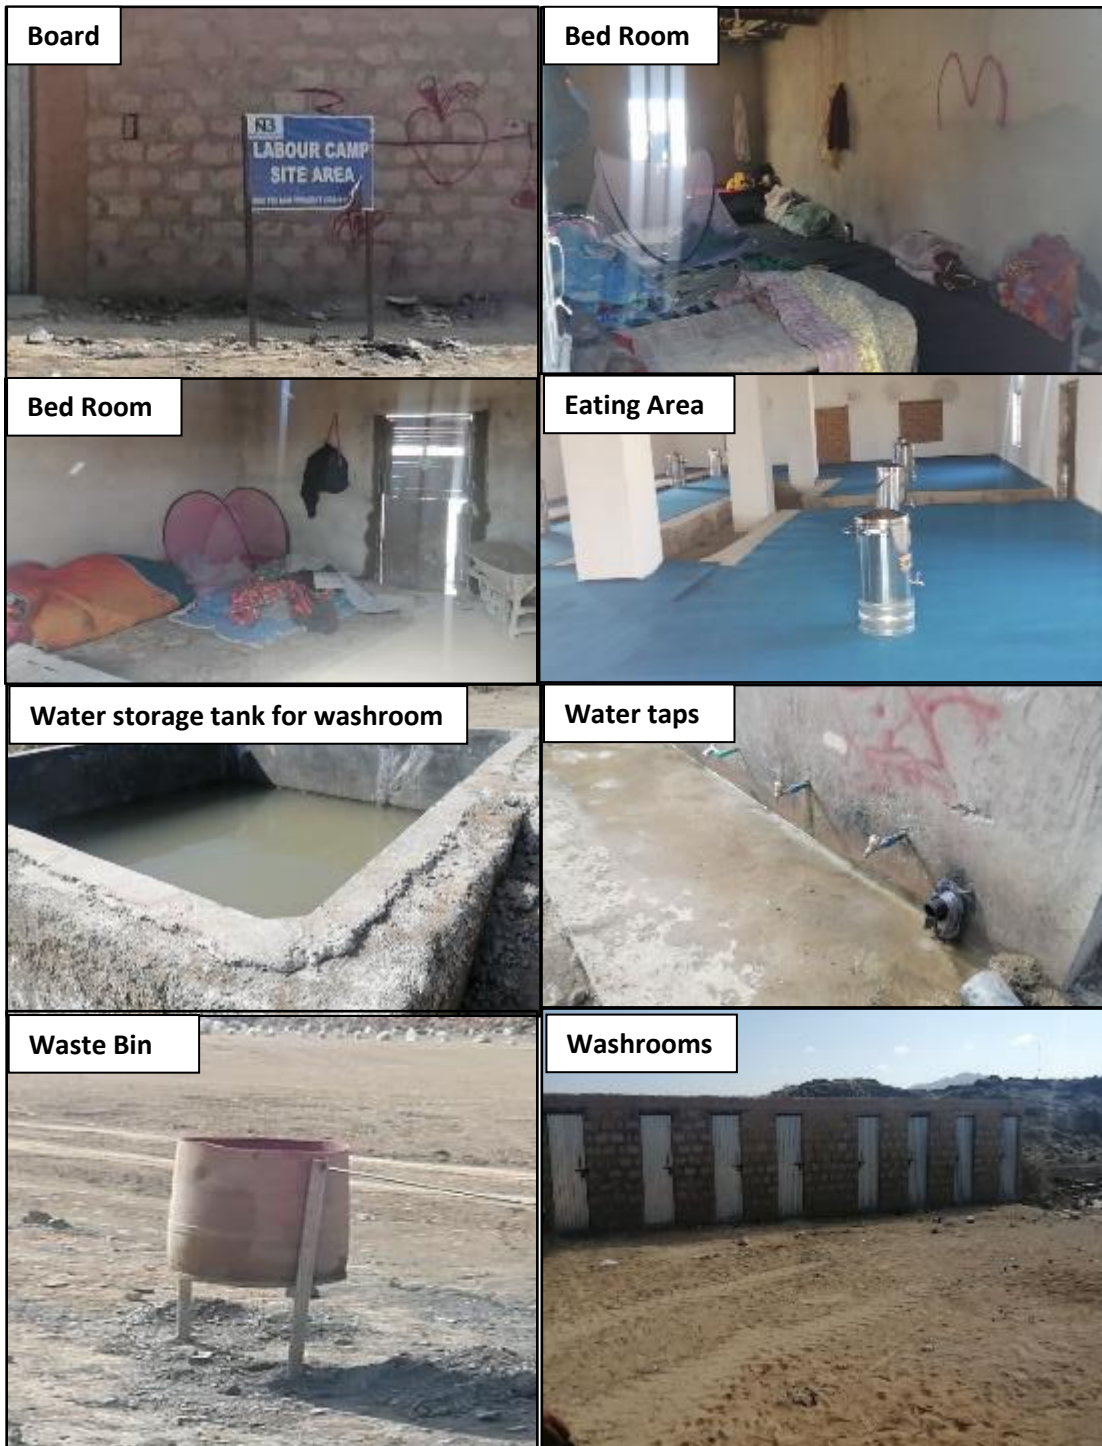 Board
Bed Room
LABOUR CAMP
SITE AREA
M
Bed Room
Eating Area
Water storage tank for washroom
Water taps
Waste Bin
Washrooms